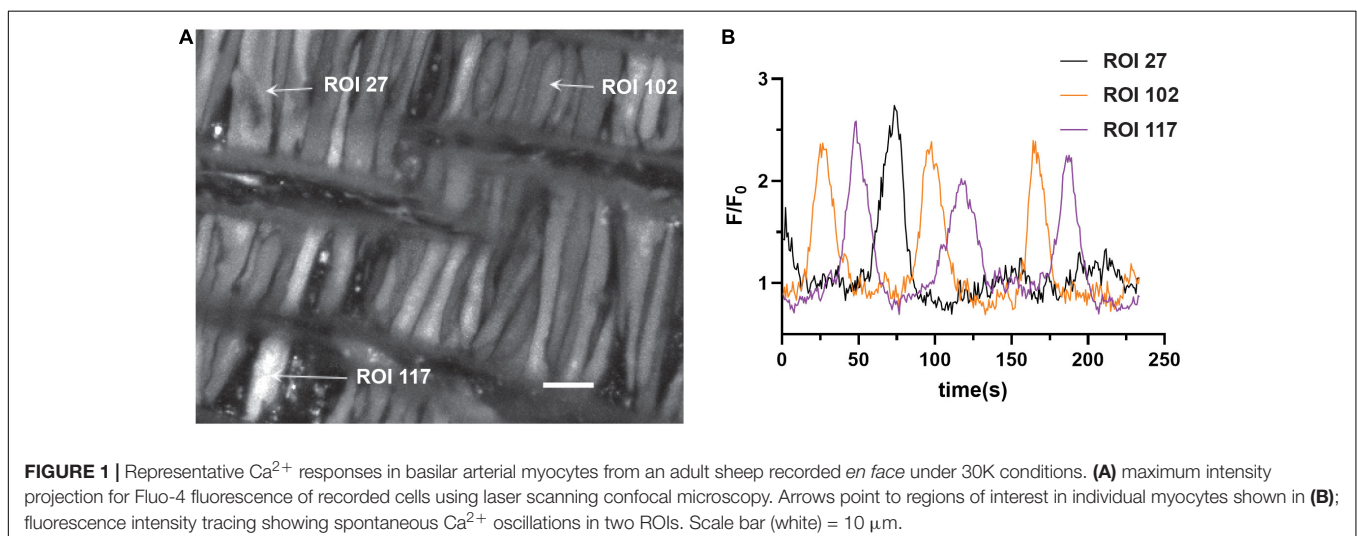 A
ROI 27
ROI 102
ROI 117
B
ROI 27
ROI 102
ROI 117
3
2
1
F/F₀
0 50 100 150 200 250
time(s)
FIGURE 1 | Representative Ca²⁺ responses in basilar arterial myocytes from an adult sheep recorded en face under 30K conditions. (A) maximum intensity
projection for Fluo-4 fluorescence of recorded cells using laser scanning confocal microscopy. Arrows point to regions of interest in individual myocytes shown in (B);
fluorescence intensity tracing showing spontaneous Ca²⁺ oscillations in two ROIs. Scale bar (white) = 10 μm.